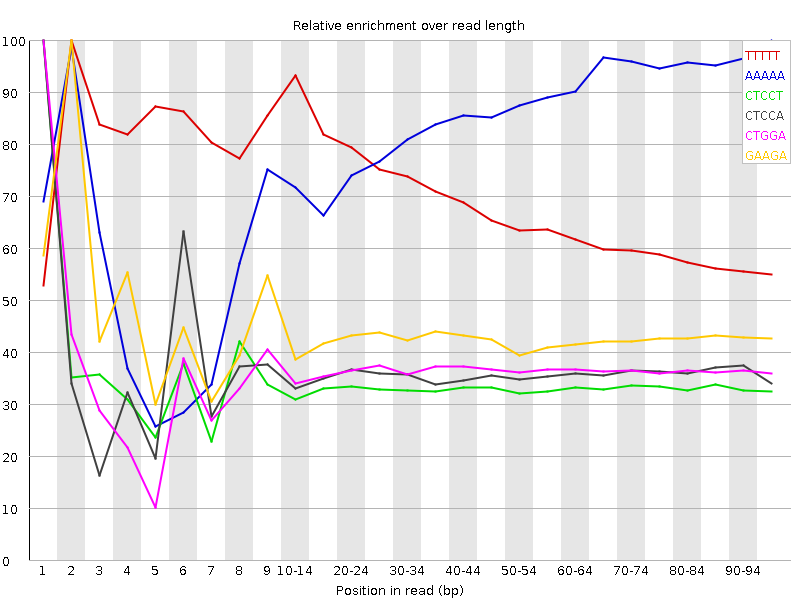 Relative enrichment over read length
100
90
80
70
60
50
40
30
20
10
0
TTTTT
AAAAA
CTCCT
CTCCA
CTGGA
GAAGA
1 2 3 4 5 6 7 8 9 10-14 20-24 30-34 40-44 50-54 60-64 70-74 80-84 90-94
Position in read (bp)